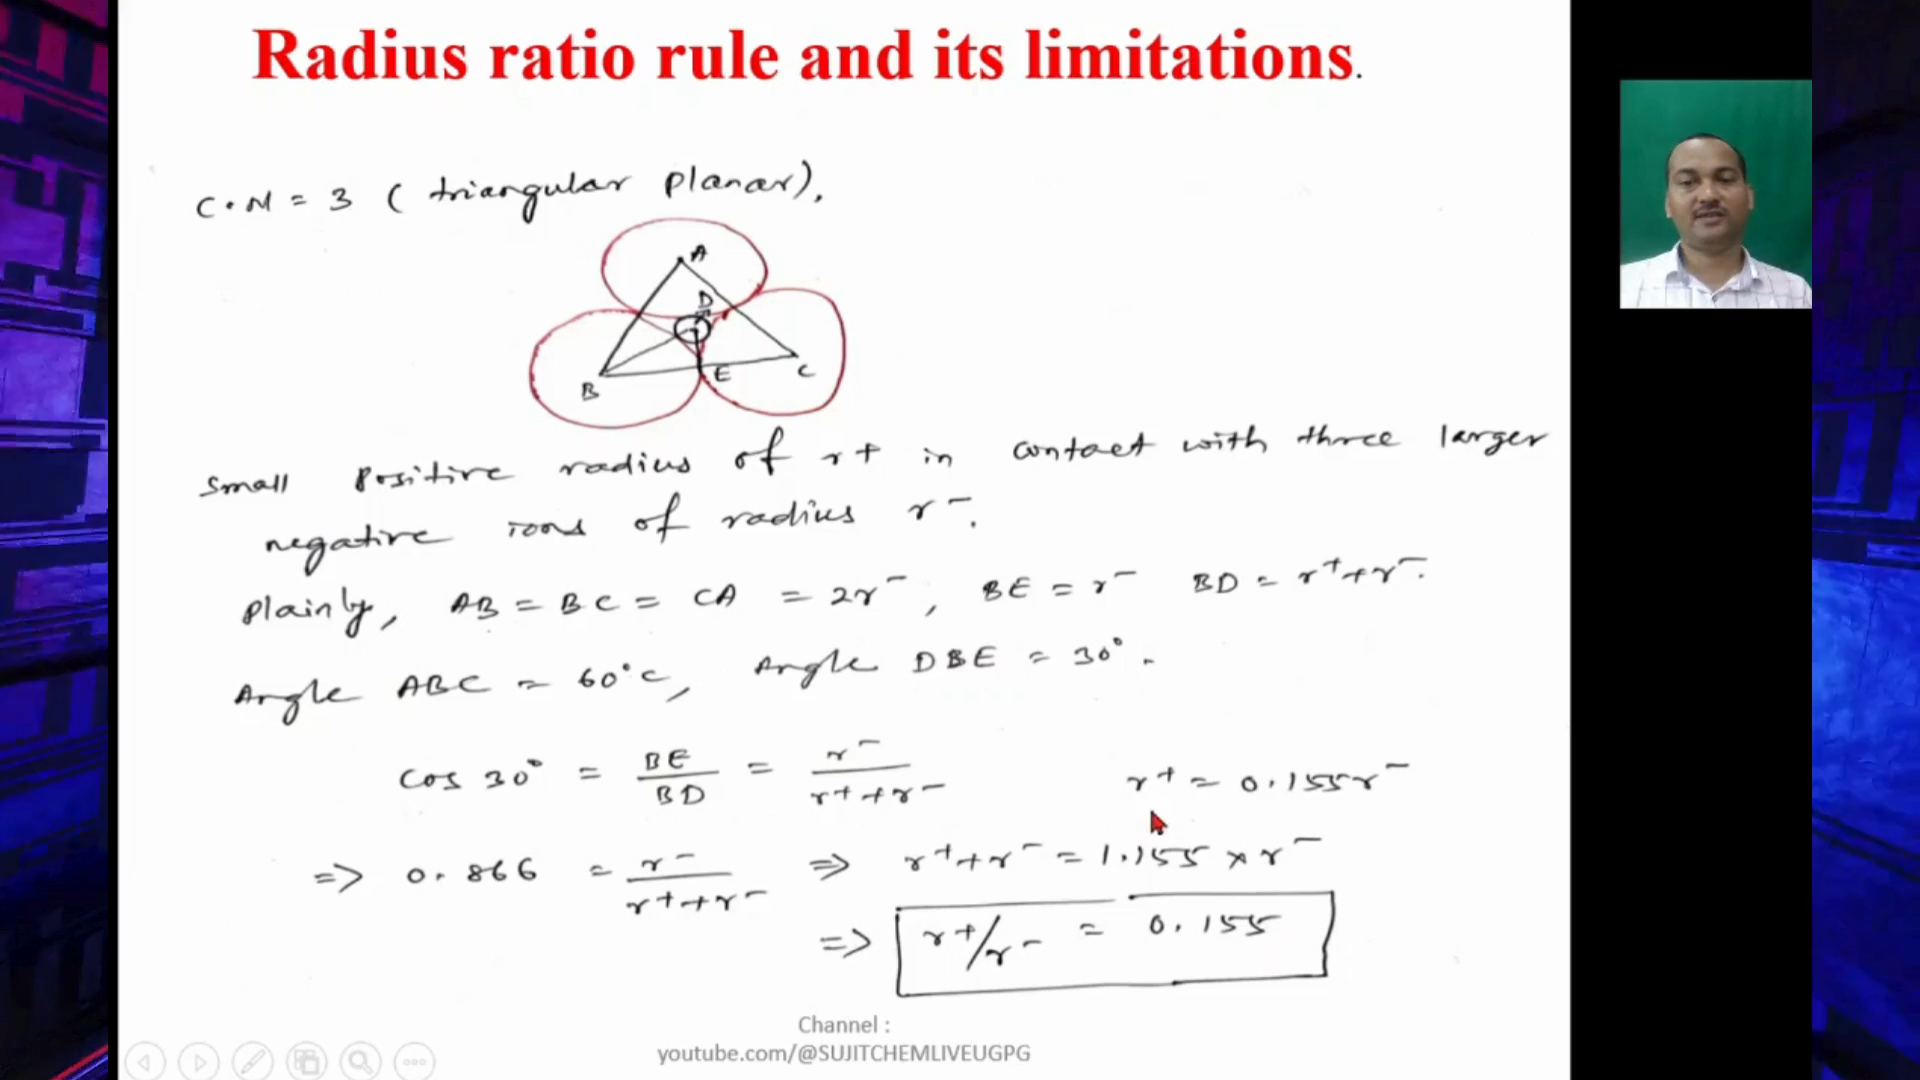 Radius ratio rule and its limitations.
C.N = 3 ( triangular planar),
A
D
B
E
C
Small Positive radius of r+ in contact with three larger
negative ions of radius r-.
Plainly, AB = BC = CA = 2r-, BE = r- BD = r+ + r-.
Angle ABC = 60°C, Angle DBE = 30°.
Cos 30° = BE/BD = r-/r+ + r-
r+ = 0.155r-
=> 0.866 = r-/r+ + r- => r+ + r- = 1.155 × r-
=> r+/r- = 0.155
Channel :
youtube.com/@SUJITCHEMLIVEUGPG